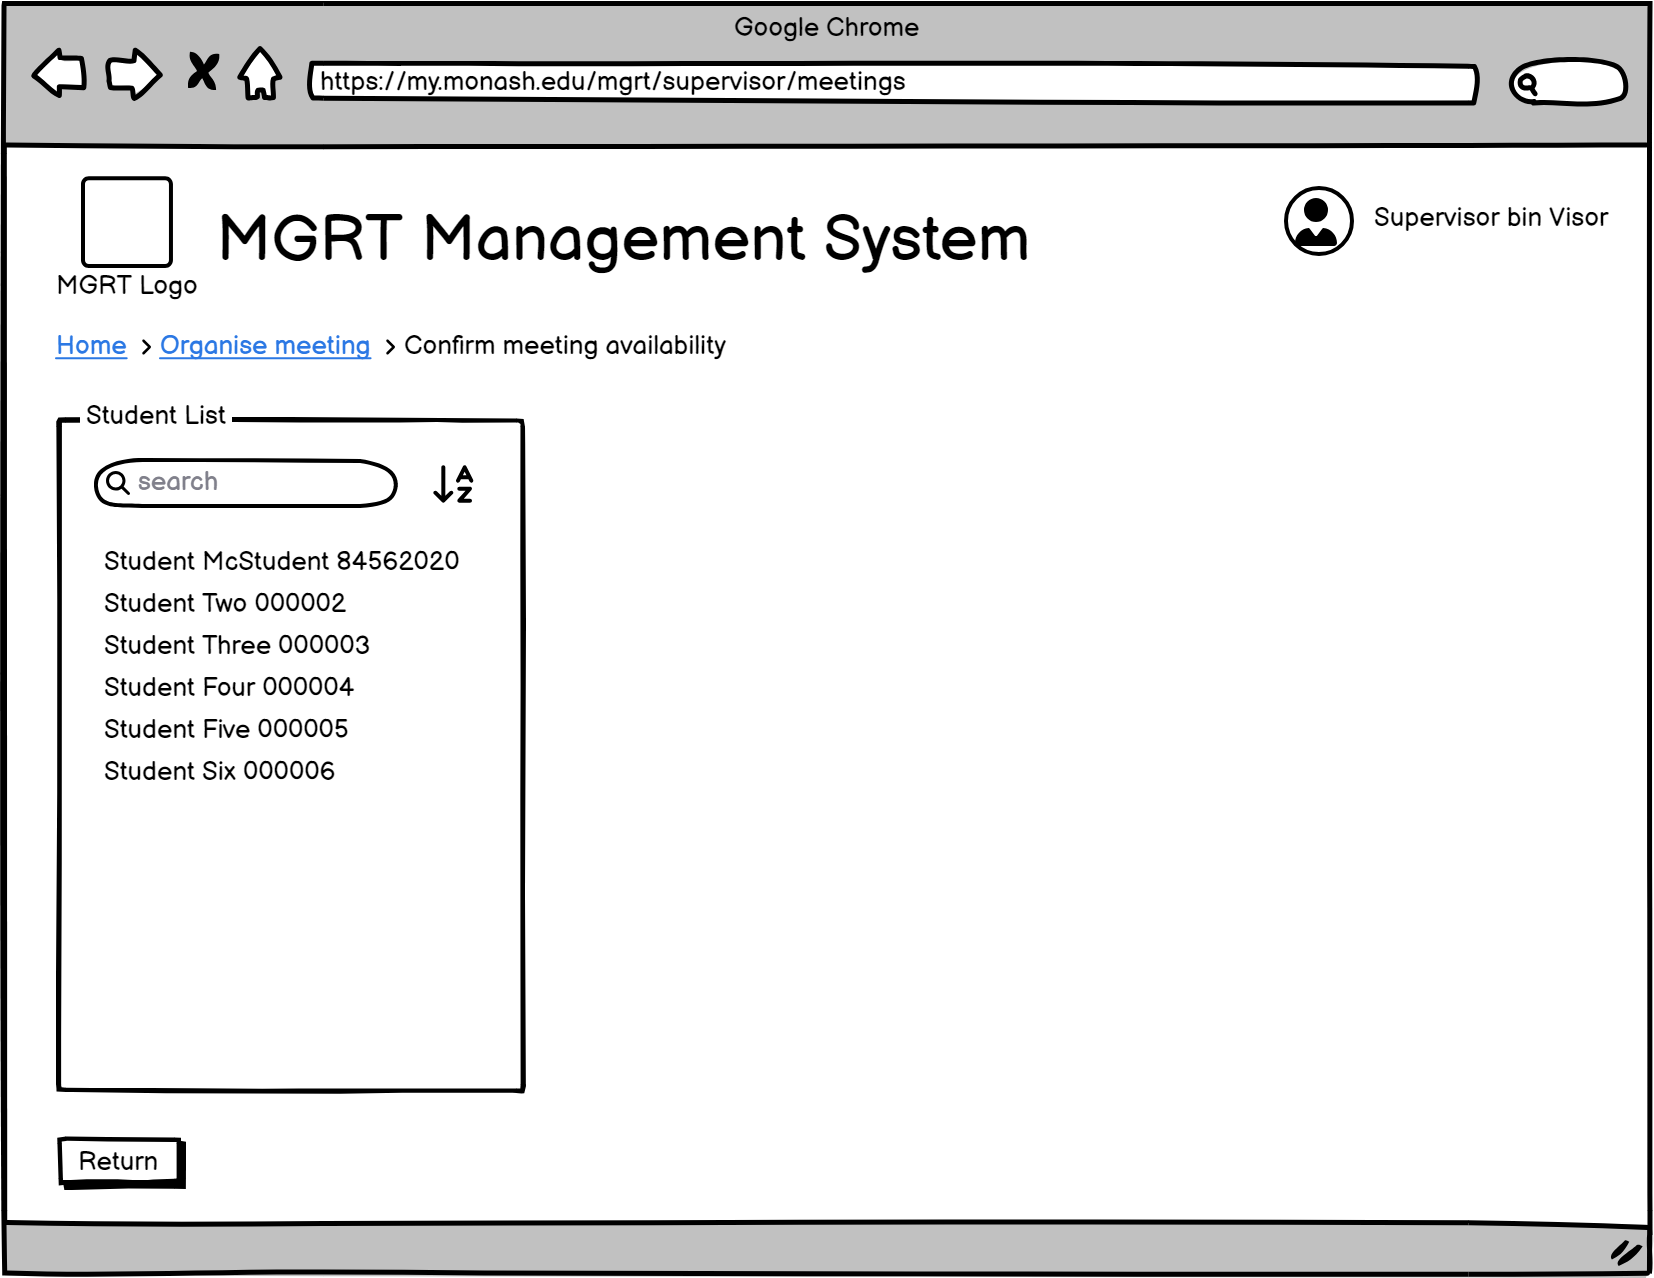 Google Chrome
https://my.monash.edu/mgrt/supervisor/meetings
MGRT Management System
Supervisor bin Visor
MGRT Logo
Home > Organise meeting > Confirm meeting availability
Student List
search
A
Z
Student McStudent 84562020
Student Two 000002
Student Three 000003
Student Four 000004
Student Five 000005
Student Six 000006
Return